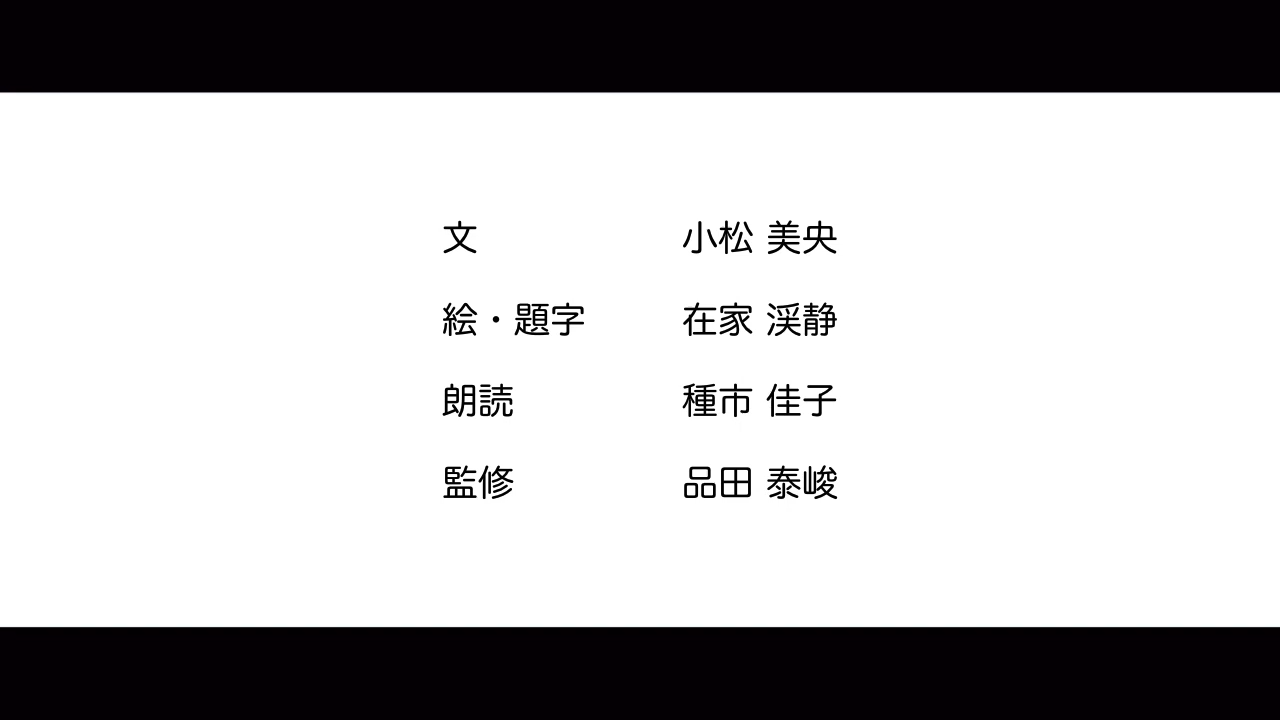 文 小松 美央
絵・題字 在家 渓静
朗読 種市 佳子
監修 品田 泰峻